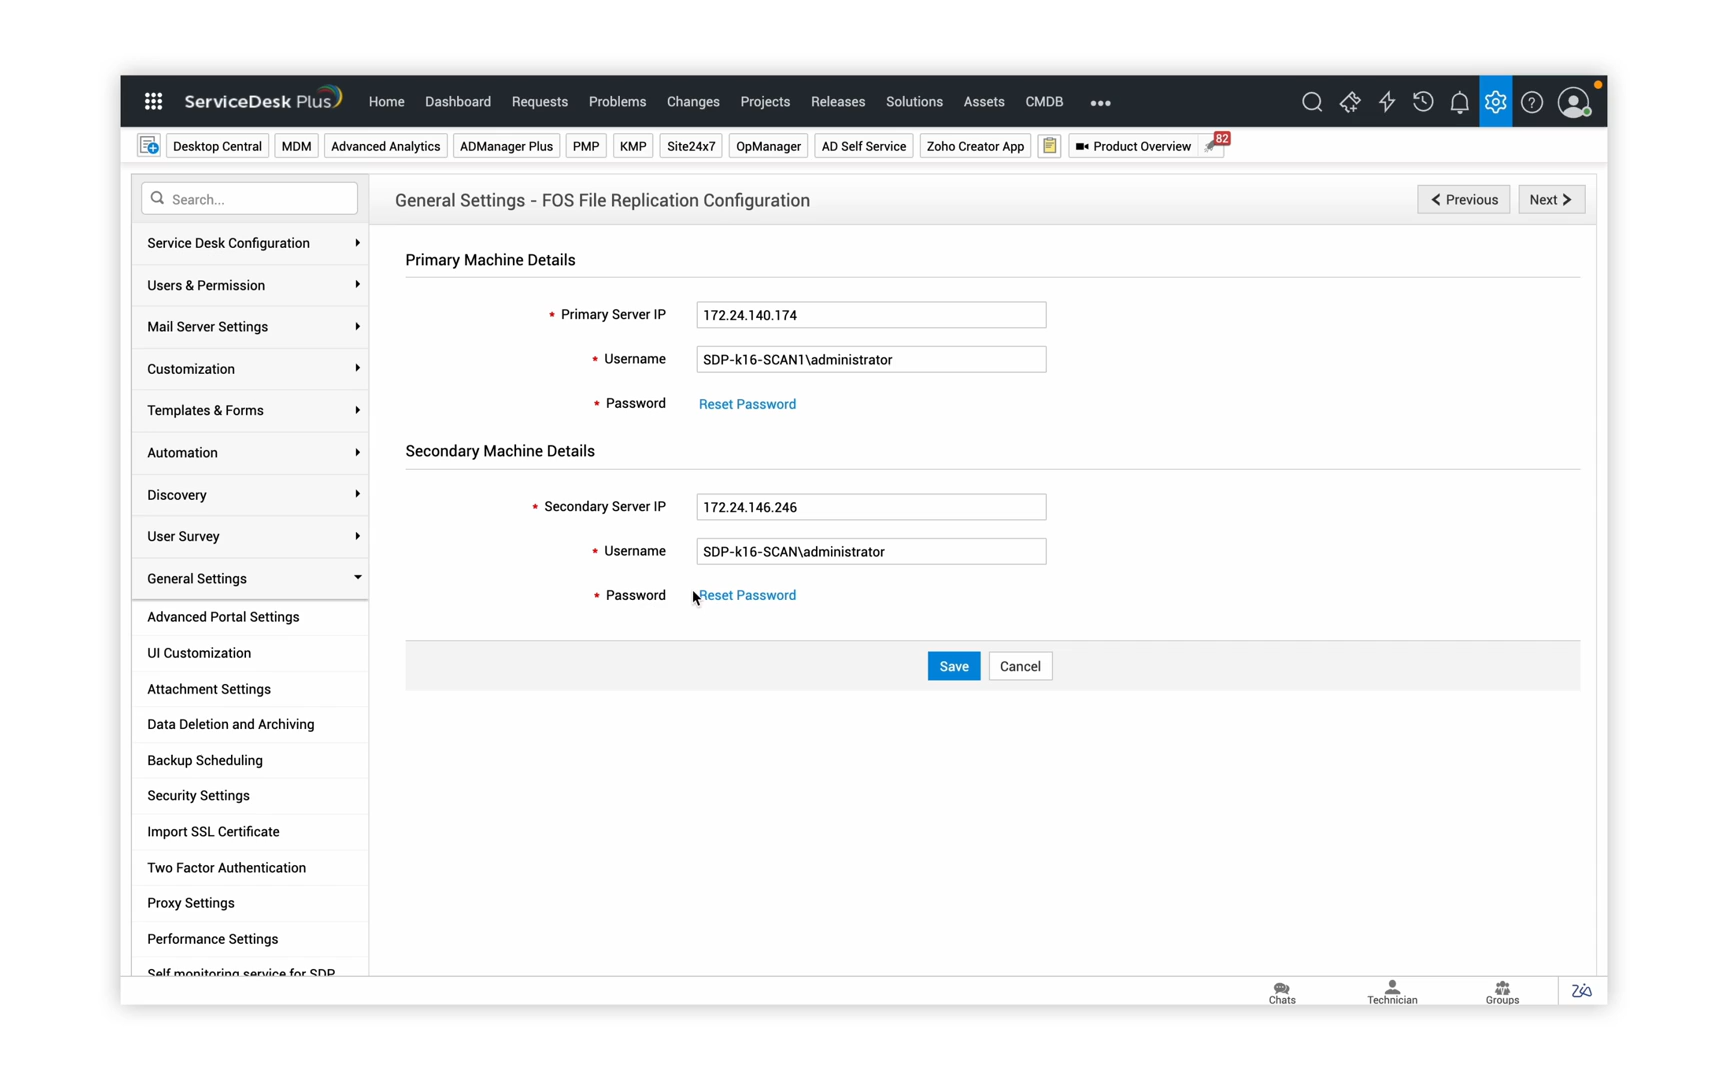 ServiceDesk Plus Home Dashboard Requests Problems Changes Projects Releases Solutions Assets CMDB
Desktop Central MDM Advanced Analytics ADManager Plus PMP KMP Site24x7 OpManager AD Self Service Zoho Creator App Product Overview 82
Search...
General Settings - FOS File Replication Configuration
Previous Next
Service Desk Configuration
Users & Permission
Mail Server Settings
Customization
Templates & Forms
Automation
Discovery
User Survey
General Settings
Advanced Portal Settings
UI Customization
Attachment Settings
Data Deletion and Archiving
Backup Scheduling
Security Settings
Import SSL Certificate
Two Factor Authentication
Proxy Settings
Performance Settings
Self monitoring service for SDP
Primary Machine Details
* Primary Server IP 172.24.140.174
* Username SDP-k16-SCAN1\administrator
* Password Reset Password
Secondary Machine Details
* Secondary Server IP 172.24.146.246
* Username SDP-k16-SCAN\administrator
* Password Reset Password
Save Cancel
Chats Technician Groups